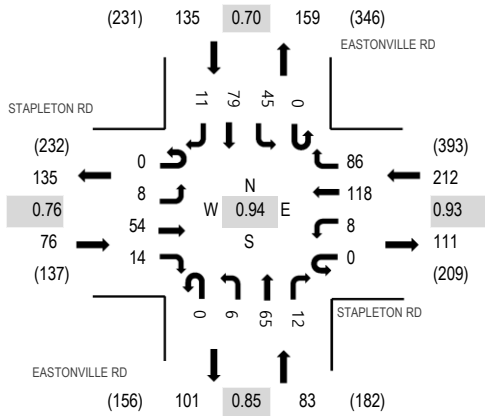 (231) 135 0.70 159 (346)
EASTONVILLE RD
STAPLETON RD
11 79 45 0
(232)
135
0.76
76
(137)
0
8
54
14
N
W 0.94 E
S
86
118
8
0
(393)
212
0.93
111
(209)
0 6 65 12
STAPLETON RD
EASTONVILLE RD
(156) 101 0.85 83 (182)